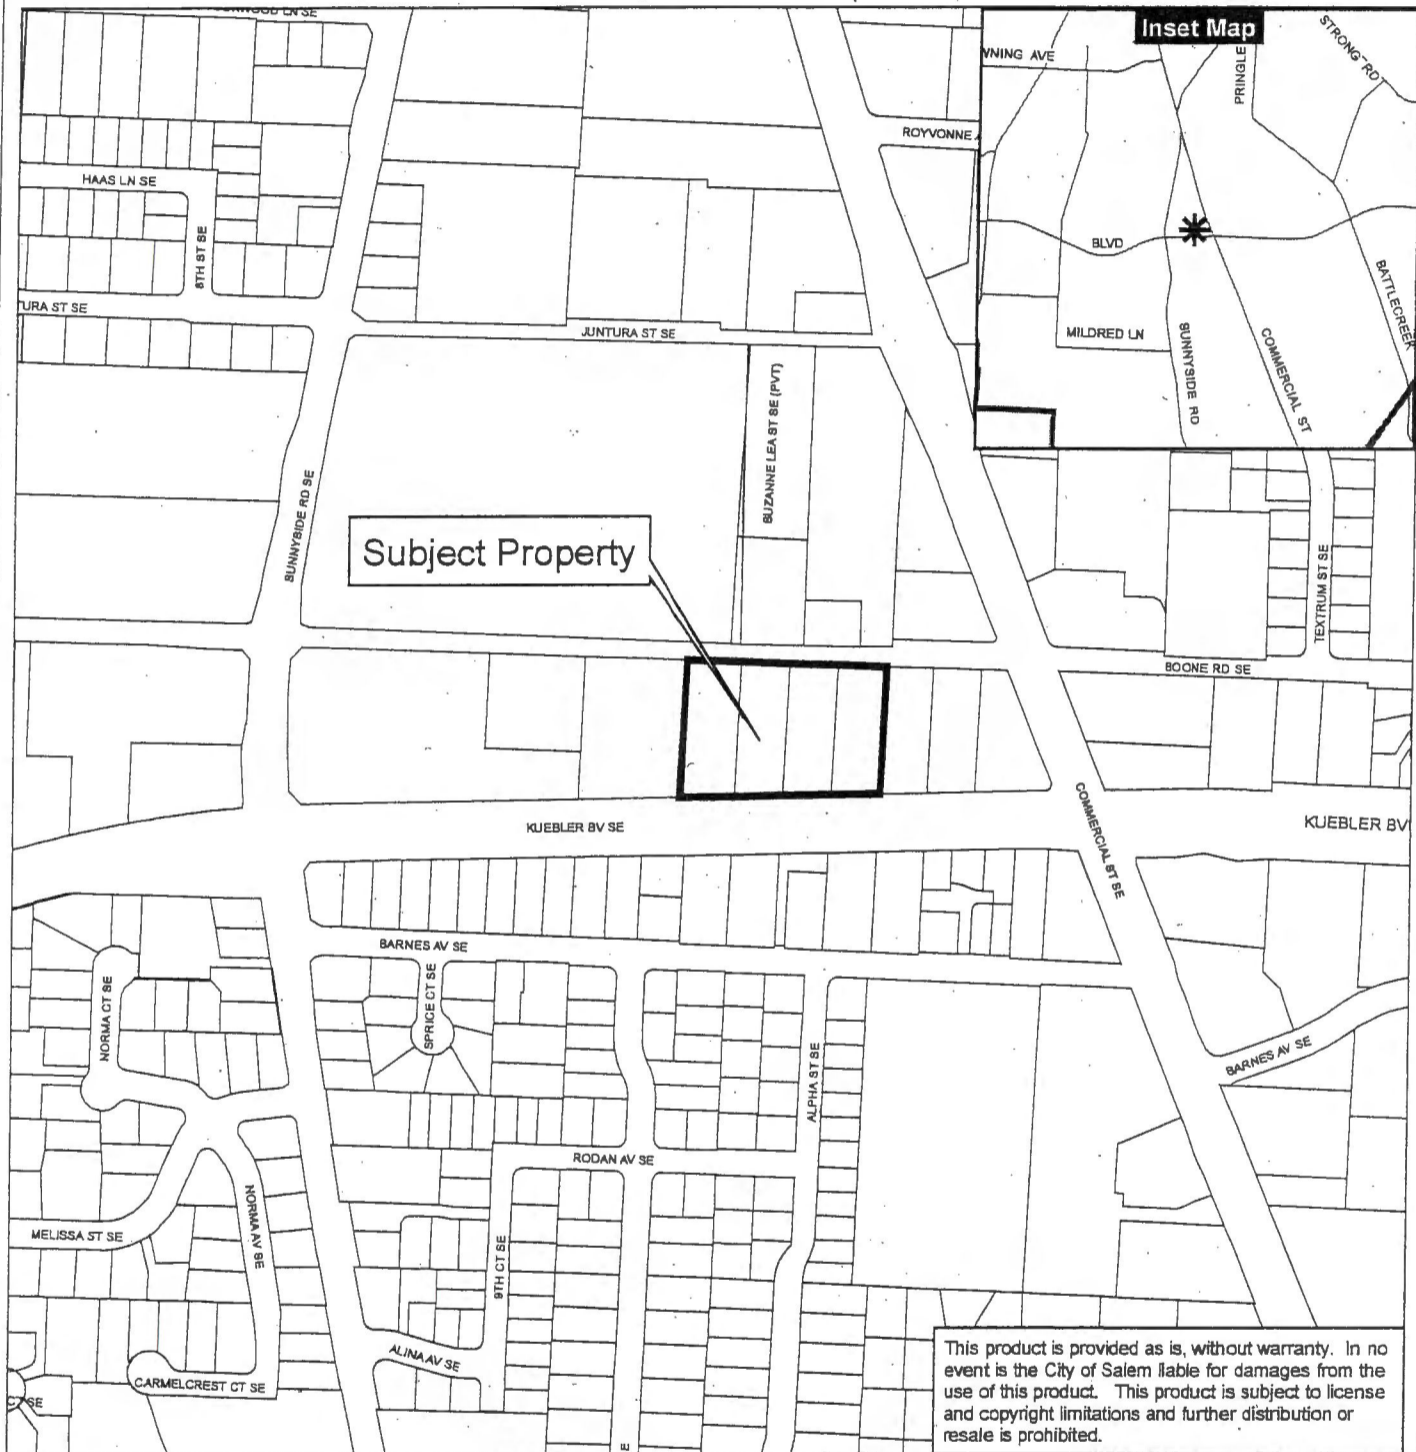 Inset Map
STRONG RD
PRINGLE
WNING AVE
ROYVONNE
HAAS LN SE
8TH ST SE
BLVD
BATTLECREEK
TURA ST SE
JUNTURA ST SE
MILDRED LN
SUNNYSIDE RD
COMMERCIAL ST
SUZANNE LEA ST SE (PVT)
SUNNYSIDE RD SE
Subject Property
TEXTRUM ST SE
BOONE RD SE
KUEBLER BV SE
COMMERCIAL ST SE
KUEBLER BV
BARNES AV SE
NORMA CT SE
SPRICE CT SE
ALPHA ST SE
BARNES AV SE
RODAN AV SE
NORMA AV SE
MELISSA ST SE
9TH CT SE
ALINA AV SE
CARMELCREST CT SE
CT SE
E
This product is provided as is, without warranty. In no
event is the City of Salem liable for damages from the
use of this product. This product is subject to license
and copyright limitations and further distribution or
resale is prohibited.